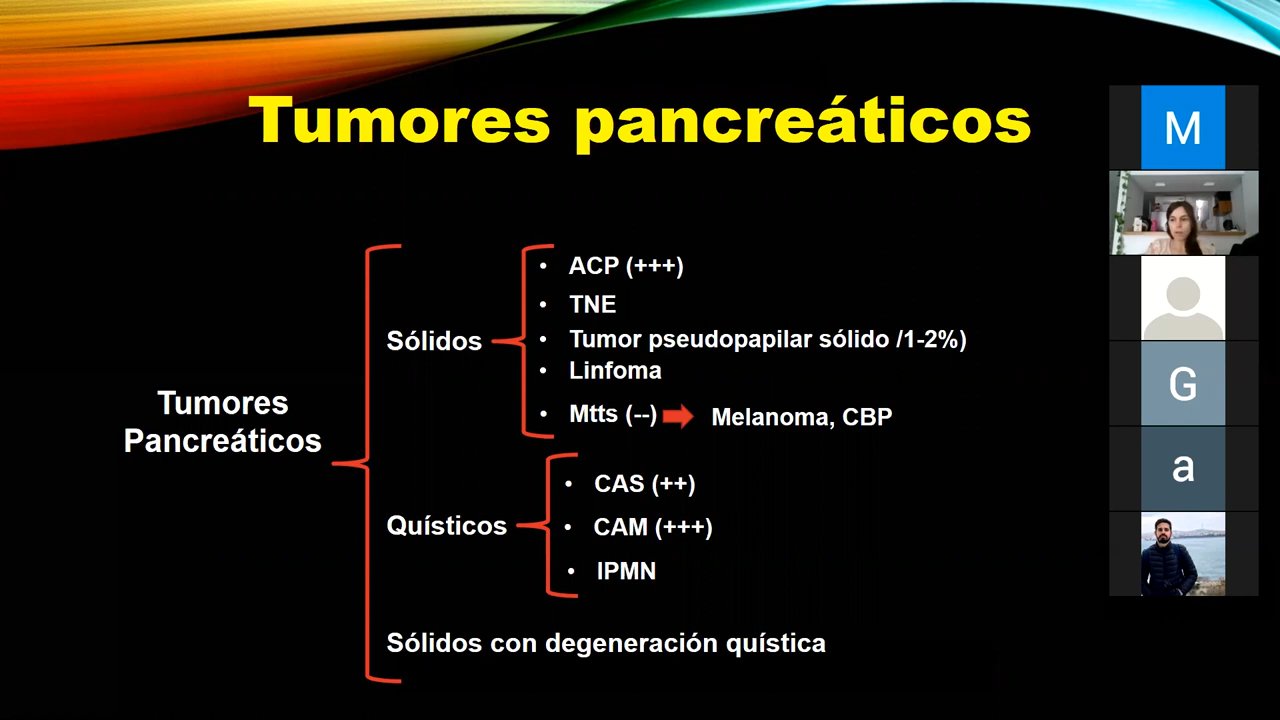 Tumores pancreáticos
Tumores
Pancreáticos
Sólidos
• ACP (+++)
• TNE
• Tumor pseudopapilar sólido /1-2%)
• Linfoma
• Mtts (--)
Melanoma, CBP
Quísticos
• CAS (++)
• CAM (+++)
• IPMN
Sólidos con degeneración quística
M
G
a